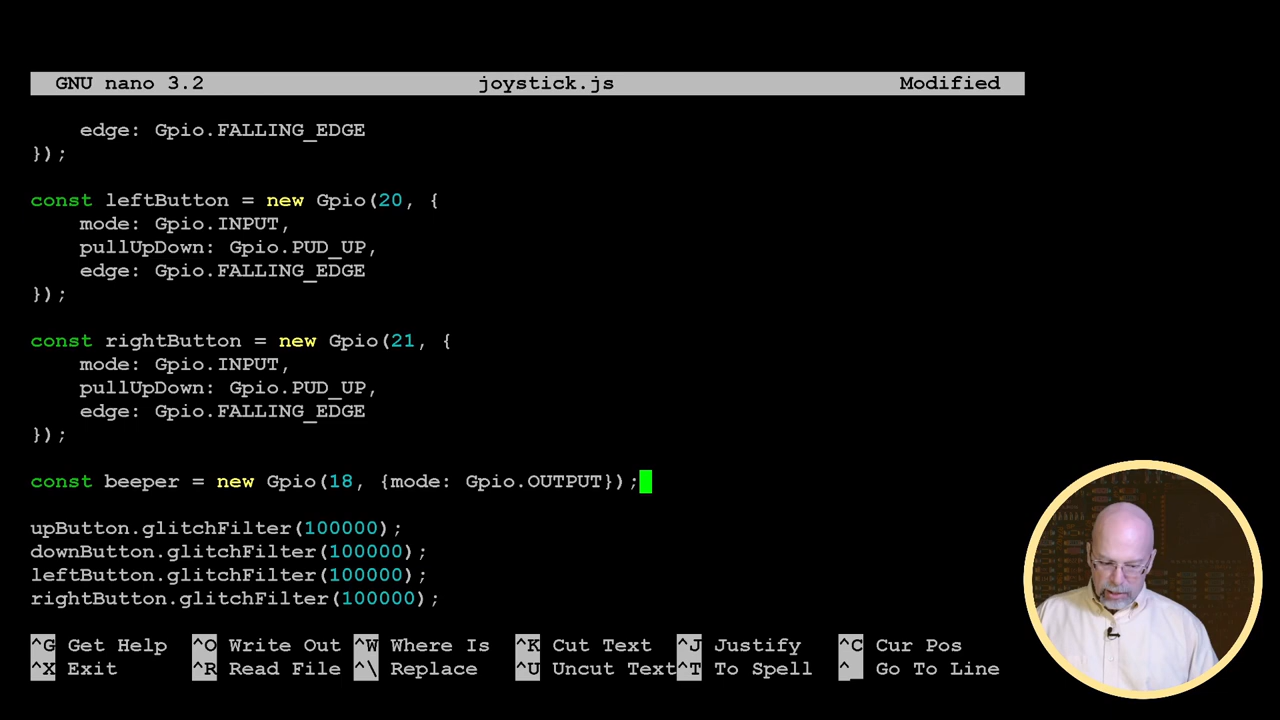 GNU nano 3.2 joystick.js Modified
edge: Gpio.FALLING_EDGE
});
const leftButton = new Gpio(20, {
mode: Gpio.INPUT,
pullUpDown: Gpio.PUD_UP,
edge: Gpio.FALLING_EDGE
});
const rightButton = new Gpio(21, {
mode: Gpio.INPUT,
pullUpDown: Gpio.PUD_UP,
edge: Gpio.FALLING_EDGE
});
const beeper = new Gpio(18, {mode: Gpio.OUTPUT});
upButton.glitchFilter(100000);
downButton.glitchFilter(100000);
leftButton.glitchFilter(100000);
rightButton.glitchFilter(100000);
^G Get Help ^O Write Out ^W Where Is ^K Cut Text ^J Justify ^C Cur Pos
^X Exit ^R Read File ^\ Replace ^U Uncut Text ^T To Spell ^_ Go To Line